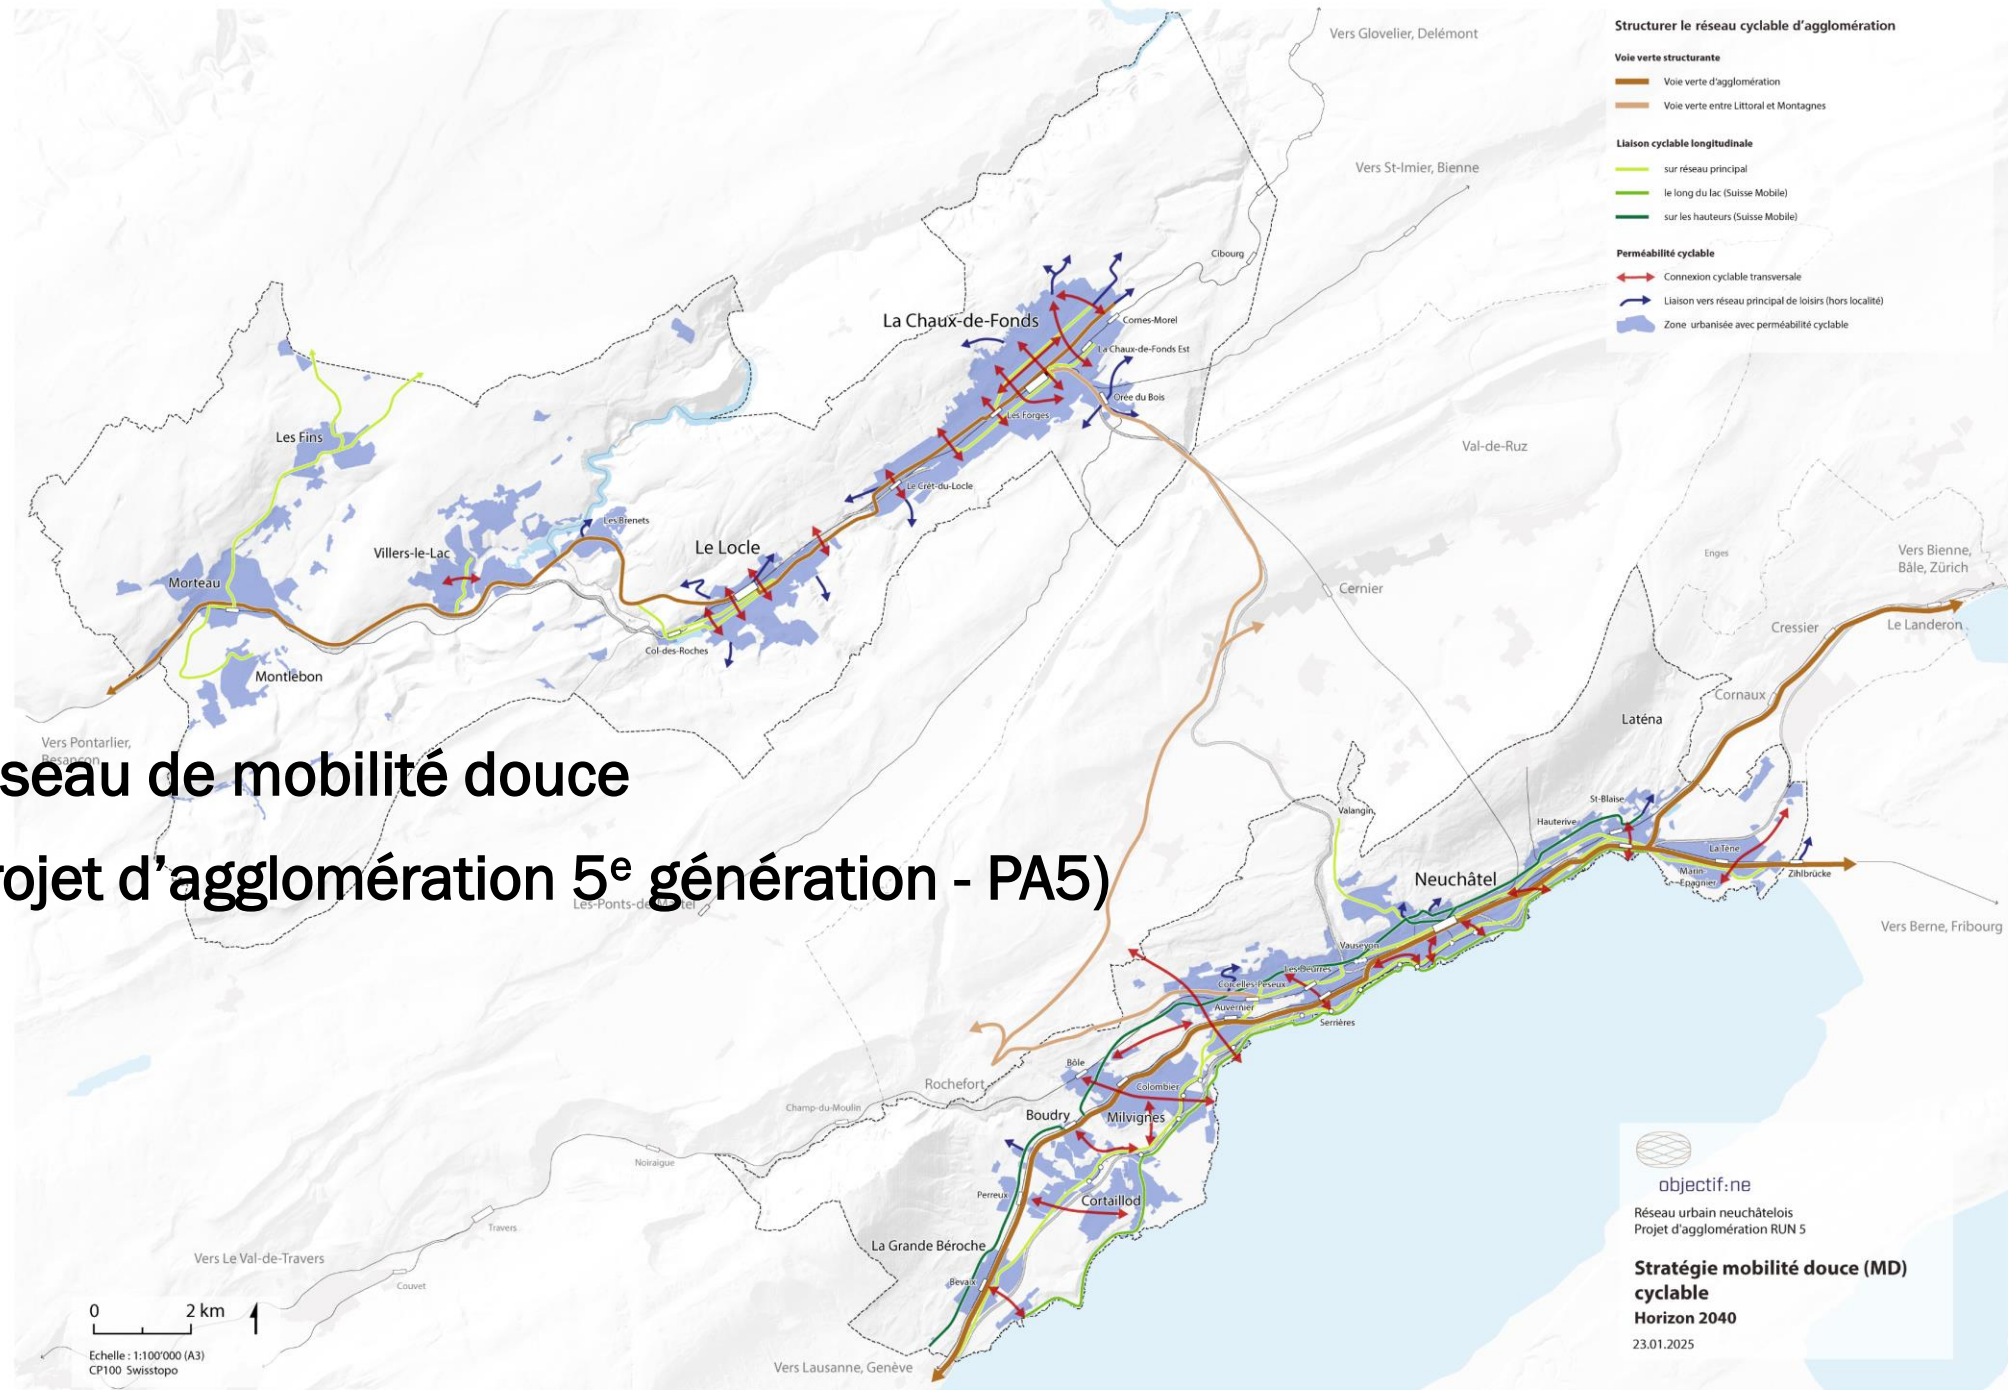 Structurer le réseau cyclable d'agglomération
Voie verte structurante
Voie verte d'agglomération
Voie verte entre Littoral et Montagnes
Liaison cyclable longitudinale
sur réseau principal
le long du lac (Suisse Mobile)
sur les hauteurs (Suisse Mobile)
Perméabilité cyclable
Connexion cyclable transversale
Liaison vers réseau principal de loisirs (hors localité)
Zone urbanisée avec perméabilité cyclable
Vers Glovelier, Delémont
Vers St-Imier, Bienne
Cibourg
La Chaux-de-Fonds
Cornes-Morel
La Chaux-de-Fonds Est
Orée du Bois
Les Forges
Le Crêt-du-Locle
Les Fins
Val-de-Ruz
Les Brenets
Villers-le-Lac
Le Locle
Morteau
Enges
Vers Bienne,
Bâle, Zürich
Cernier
Cressier
Le Landeron
Col-des-Roches
Montlebon
Cornaux
Laténa
Vers Pontarlier,
Besançon
seau de mobilité douce
rojet d'agglomération 5e génération - PA5)
Les-Ponts-de-Martel
Valangin
St-Blaise
Hauterive
La Tène
Marin-
Epagnier
Zihlbrücke
Neuchâtel
Vers Berne, Fribourg
Vauseyon
Les Deurres
Corcelles-Peseux
Auvernier
Serrières
Bôle
Rochefort
Colombier
Champ-du-Moulin
Boudry
Milvignes
Noiraigue
Perreux
Cortaillod
Travers
La Grande Béroche
Vers Le Val-de-Travers
Couvet
Bevaix
Vers Lausanne, Genève
0 2 km
Echelle : 1:100'000 (A3)
CP100 Swisstopo
objectif:ne
Réseau urbain neuchâtelois
Projet d'agglomération RUN 5
Stratégie mobilité douce (MD)
cyclable
Horizon 2040
23.01.2025